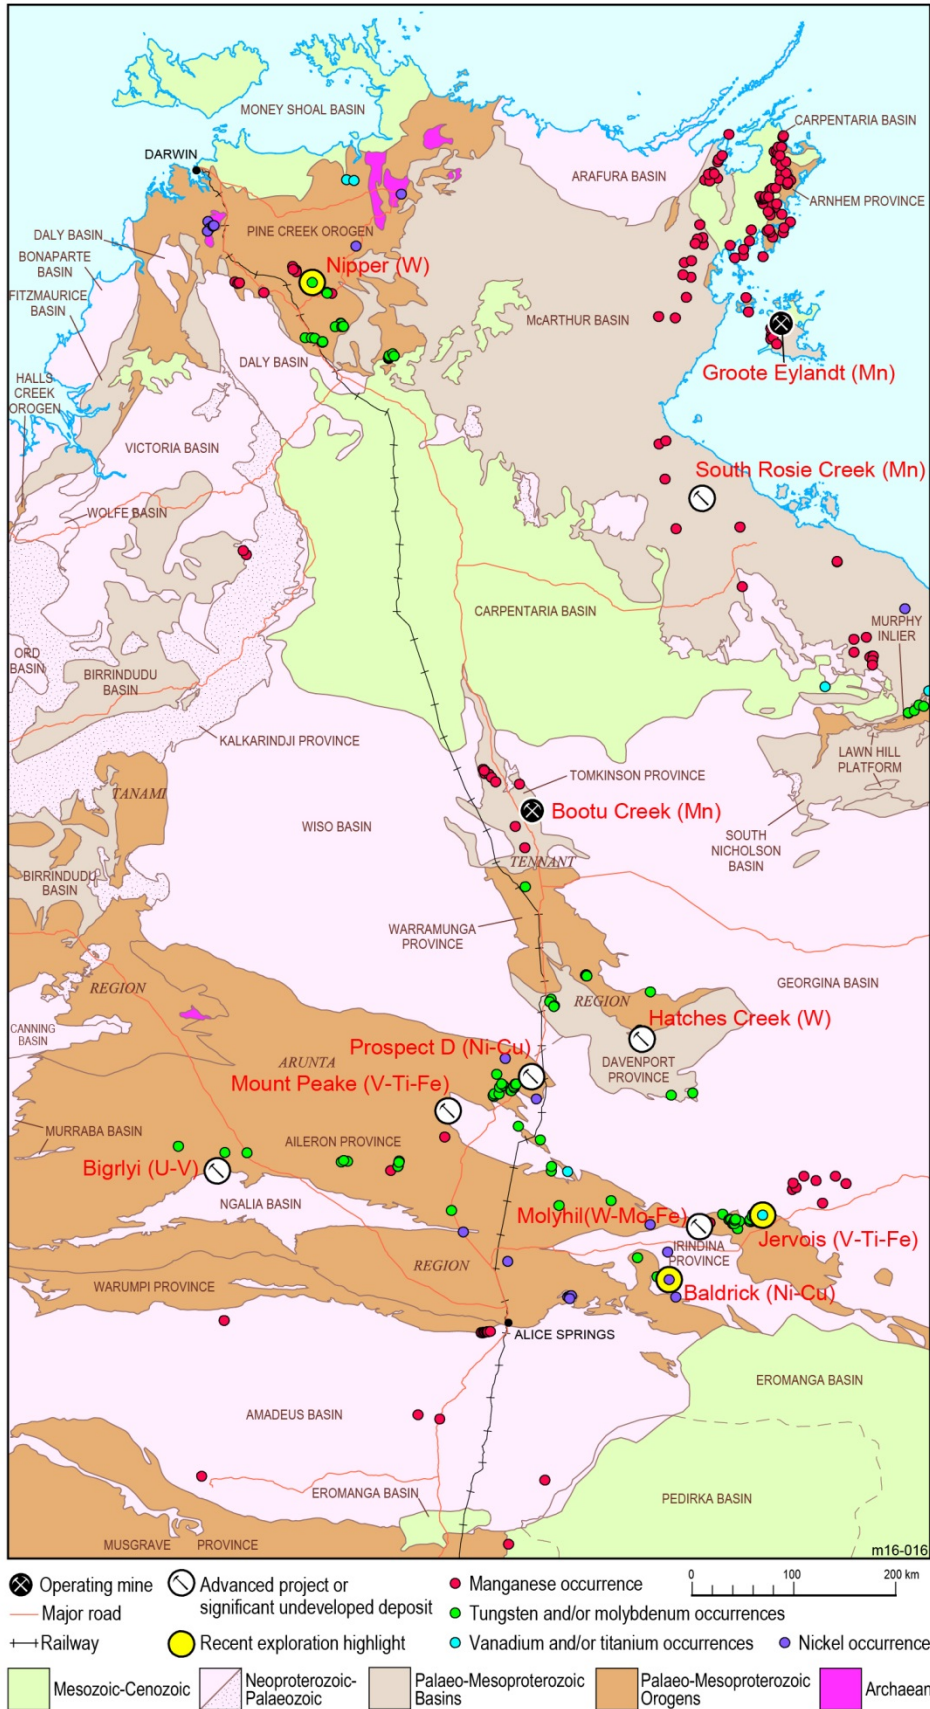 MONEY SHOAL BASIN
CARPENTARIA BASIN
DARWIN
ARAFURA BASIN
ARNHEM PROVINCE
DALY BASIN
PINE CREEK OROGEN
BONAPARTE
BASIN
Nipper (W)
FITZMAURICE
BASIN
McARTHUR BASIN
DALY BASIN
Groote Eylandt (Mn)
HALLS
CREEK
OROGEN
VICTORIA BASIN
South Rosie Creek (Mn)
WOLFE BASIN
CARPENTARIA BASIN
MURPHY
INLIER
ORD
BASIN
BIRRINDUDU
BASIN
KALKARINDJI PROVINCE
LAWN HILL
PLATFORM
TOMKINSON PROVINCE
TANAMI
Bootu Creek (Mn)
WISO BASIN
SOUTH
NICHOLSON
BASIN
TENNANT
BIRRINDUDU
BASIN
WARRAMUNGA
PROVINCE
REGION
GEORGINA BASIN
REGION
Hatches Creek (W)
CANNING
BASIN
Prospect D (Ni-Cu)
ARUNTA
DAVENPORT
PROVINCE
Mount Peake (V-Ti-Fe)
MURRABA BASIN
AILERON PROVINCE
Bigrlyi (U-V)
NGALIA BASIN
Molyhil(W-Mo-Fe)
Jervois (V-Ti-Fe)
IRINDINA
PROVINCE
REGION
WARUMPI PROVINCE
Baldrick (Ni-Cu)
ALICE SPRINGS
EROMANGA BASIN
AMADEUS BASIN
EROMANGA BASIN
PEDIRKA BASIN
MUSGRAVE PROVINCE
m16-016
Operating mine
Advanced project or
significant undeveloped deposit
Manganese occurrence
0 100 200 km
Major road
Tungsten and/or molybdenum occurrences
Railway
Recent exploration highlight
Vanadium and/or titanium occurrences
Nickel occurrence
Mesozoic-Cenozoic
Neoproterozoic-
Palaeozoic
Palaeo-Mesoproterozoic
Basins
Palaeo-Mesoproterozoic
Orogens
Archaean